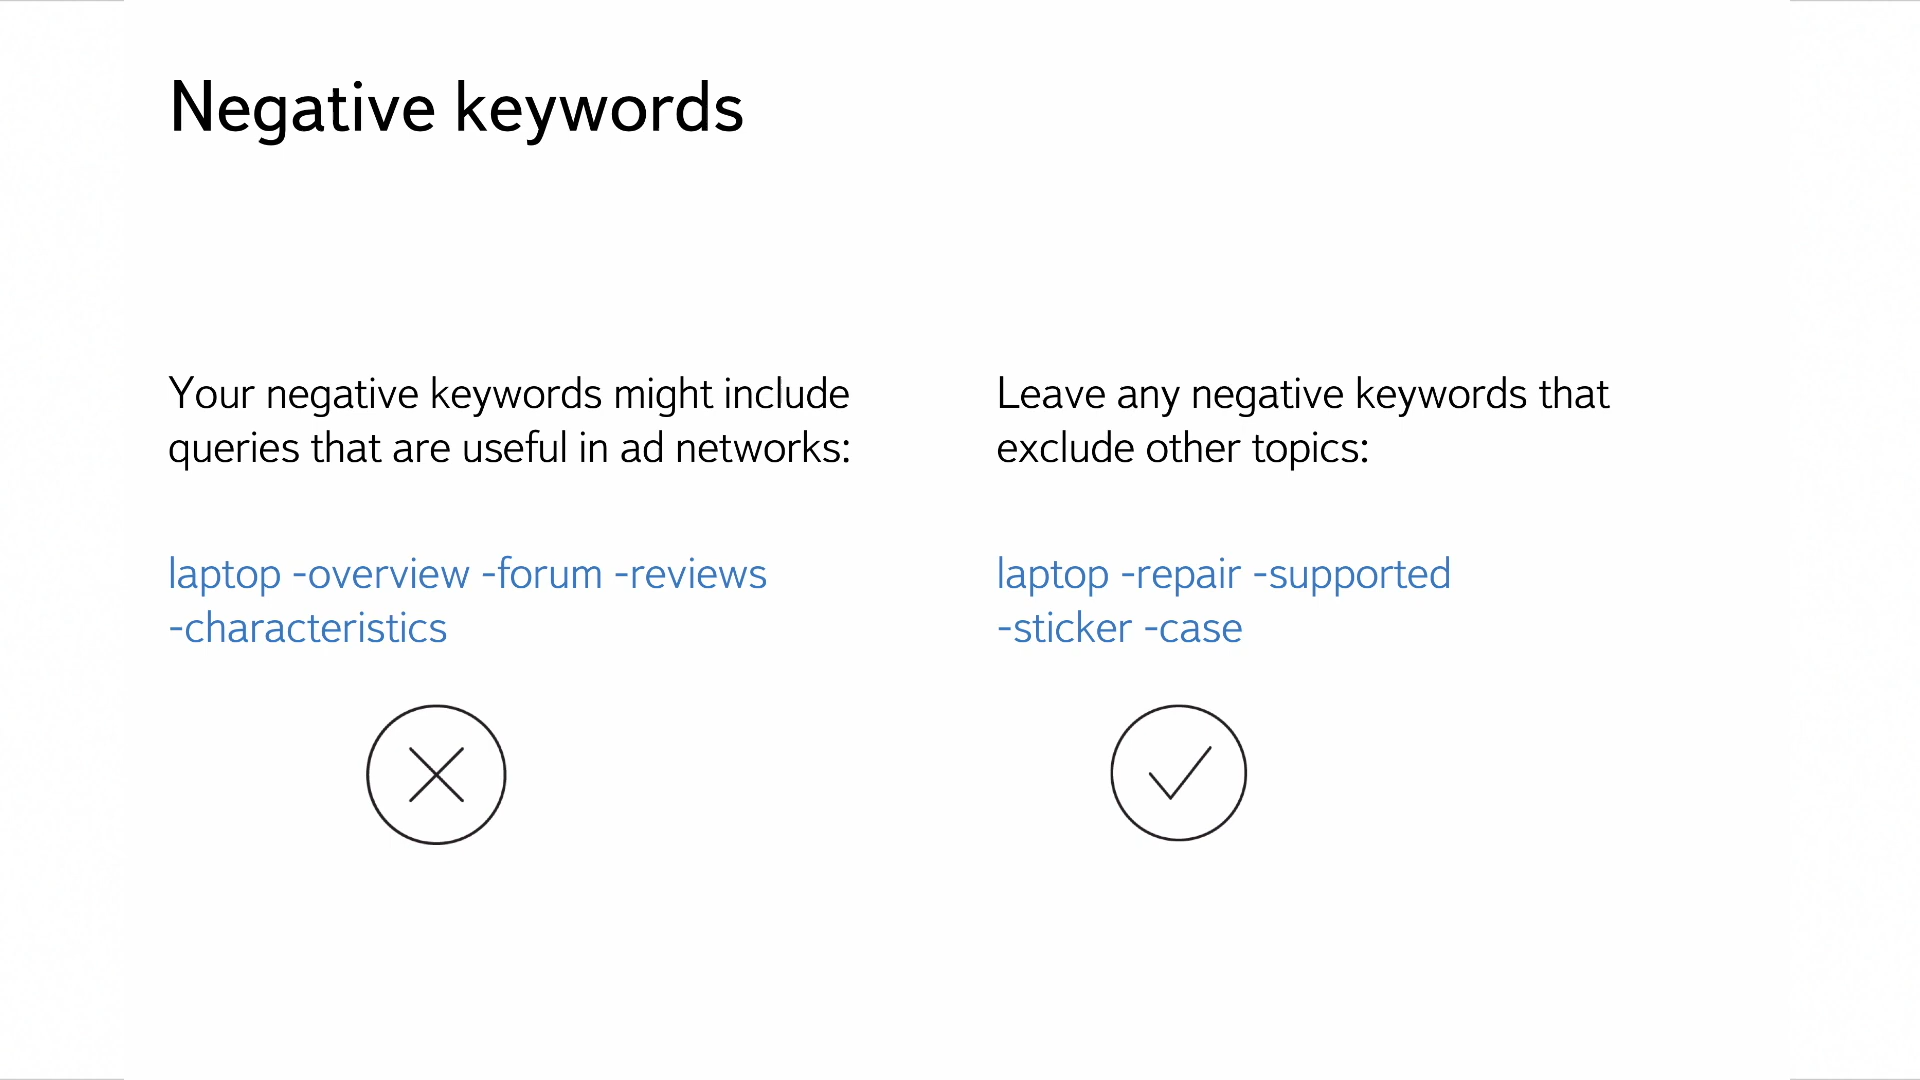 Negative keywords
Your negative keywords might include
queries that are useful in ad networks:
laptop -overview -forum -reviews
-characteristics
Leave any negative keywords that
exclude other topics:
laptop -repair -supported
-sticker -case